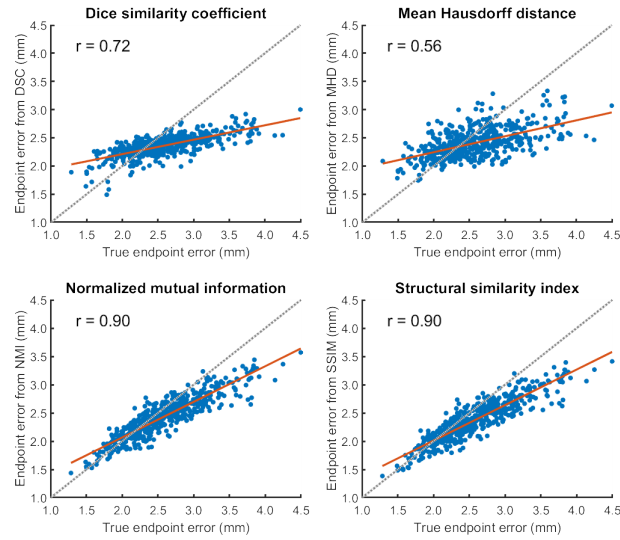 Dice similarity coefficient
r = 0.72
Endpoint error from DSC (mm)
4.5
4.0
3.5
3.0
2.5
2.0
1.5
1.0
1.0 1.5 2.0 2.5 3.0 3.5 4.0 4.5
True endpoint error (mm)
Mean Hausdorff distance
r = 0.56
Endpoint error from MHD (mm)
4.5
4.0
3.5
3.0
2.5
2.0
1.5
1.0
1.0 1.5 2.0 2.5 3.0 3.5 4.0 4.5
True endpoint error (mm)
Normalized mutual information
r = 0.90
Endpoint error from NMI (mm)
4.5
4.0
3.5
3.0
2.5
2.0
1.5
1.0
1.0 1.5 2.0 2.5 3.0 3.5 4.0 4.5
True endpoint error (mm)
Structural similarity index
r = 0.90
Endpoint error from SSIM (mm)
4.5
4.0
3.5
3.0
2.5
2.0
1.5
1.0
1.0 1.5 2.0 2.5 3.0 3.5 4.0 4.5
True endpoint error (mm)